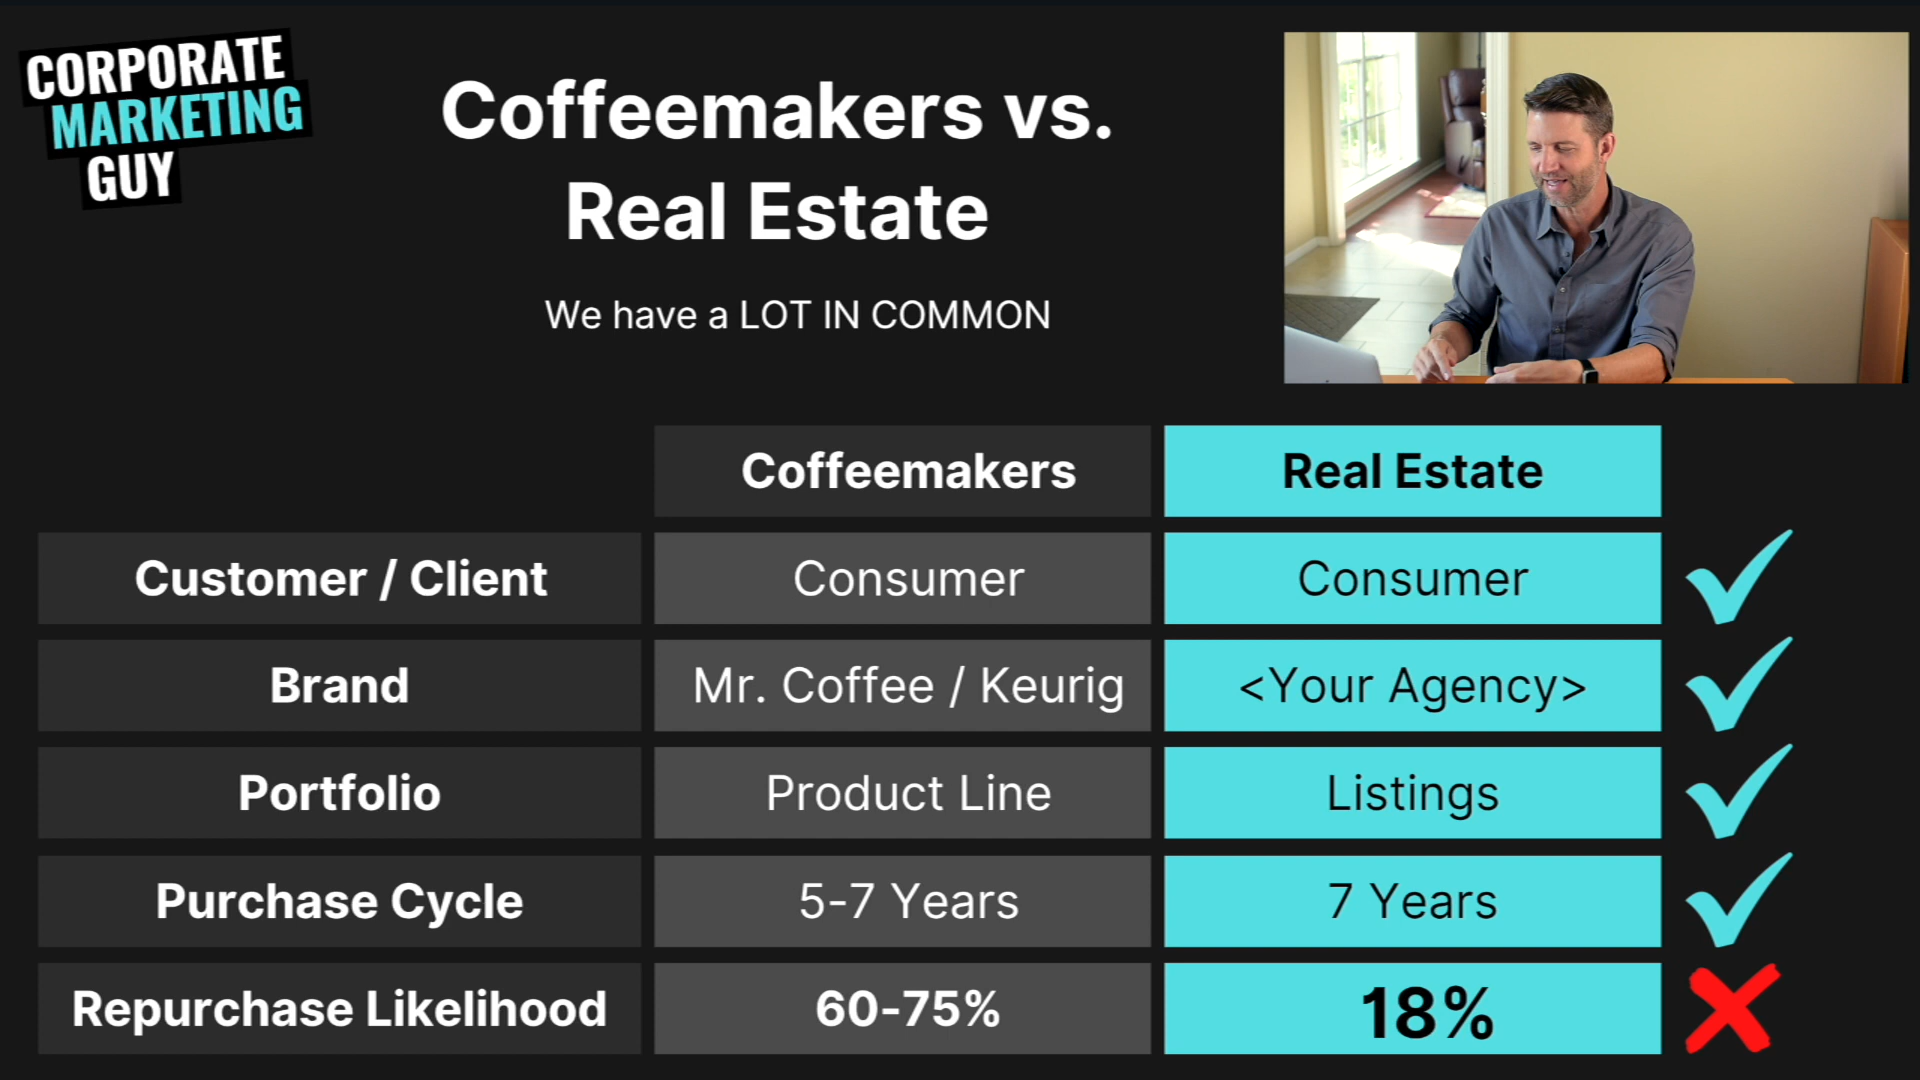 CORPORATE
MARKETING
GUY
Coffeemakers vs.
Real Estate
We have a LOT IN COMMON
Coffeemakers Real Estate
Customer / Client Consumer Consumer
Brand Mr. Coffee / Keurig <Your Agency>
Portfolio Product Line Listings
Purchase Cycle 5-7 Years 7 Years
Repurchase Likelihood 60-75% 18%